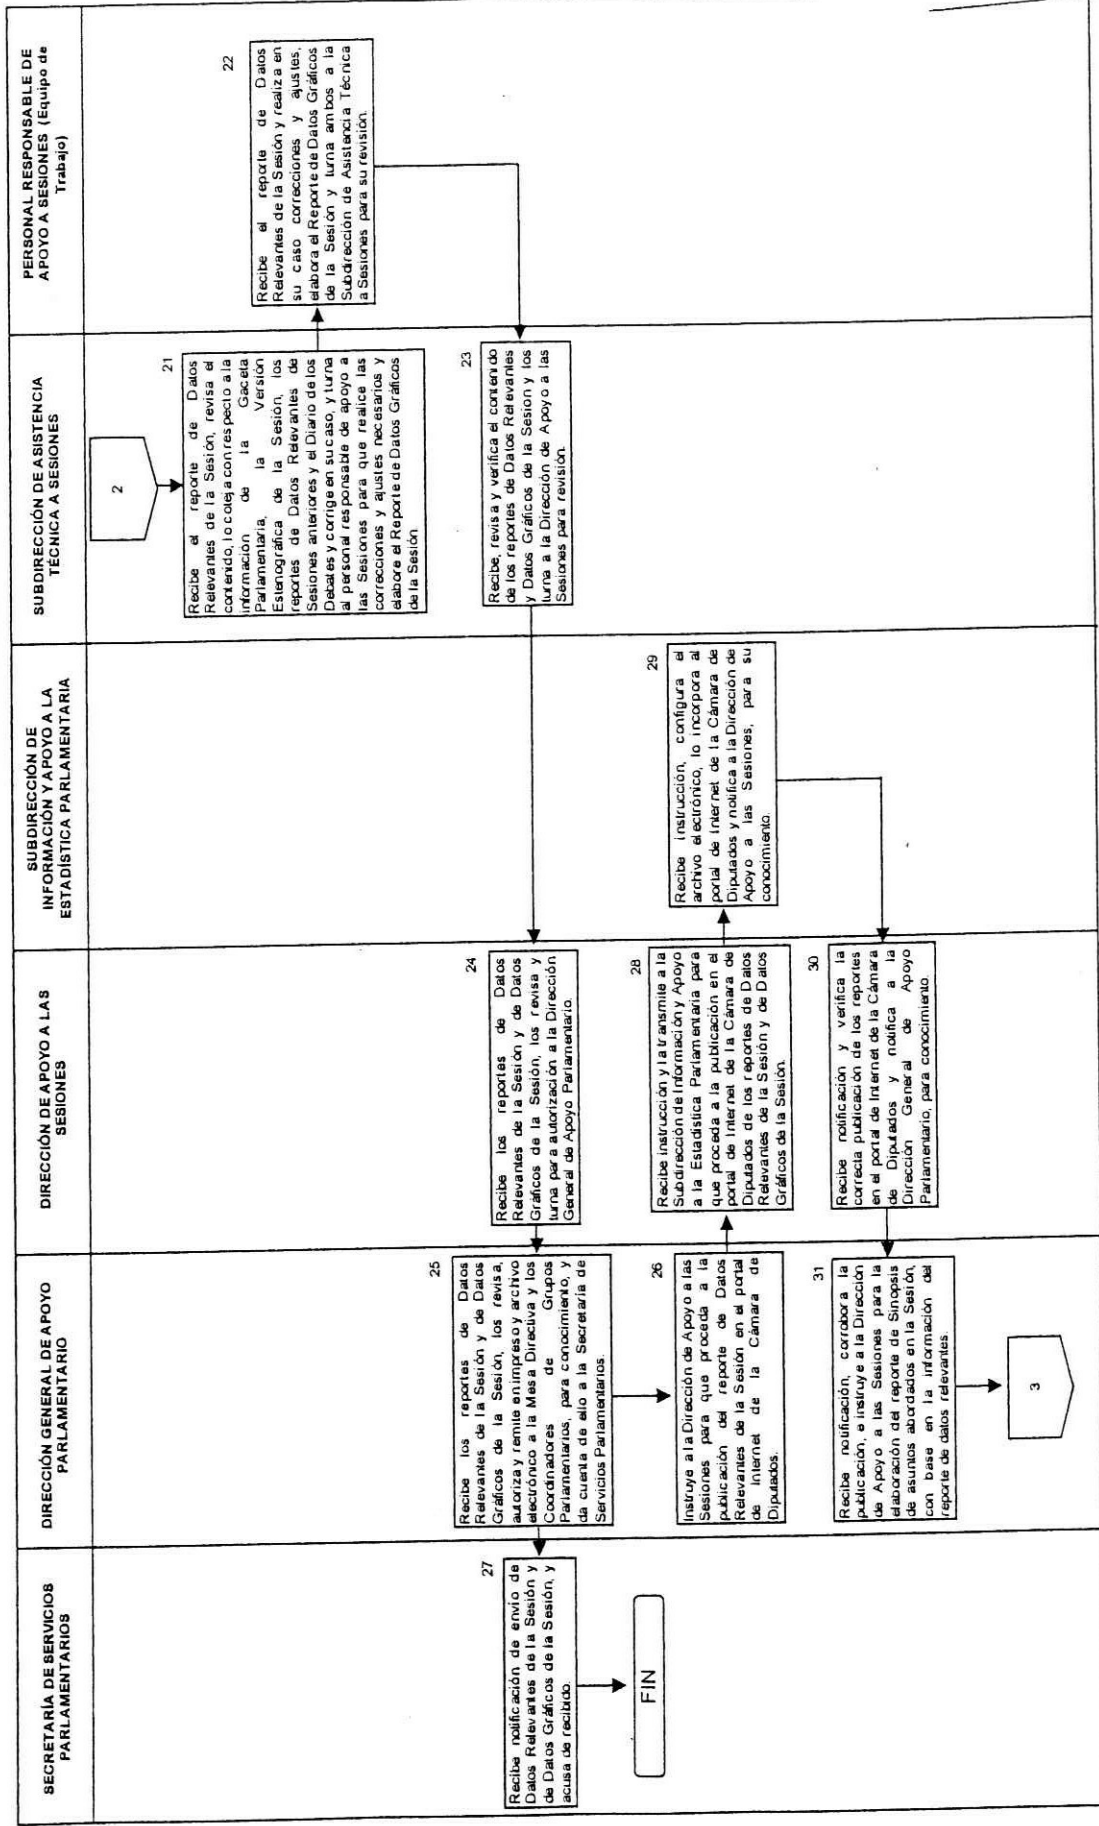 SECRETARÍA DE SERVICIOS
PARLAMENTARIOS
DIRECCIÓN GENERAL DE APOYO
PARLAMENTARIO
DIRECCIÓN DE APOYO A LAS
SESIONES
SUBDIRECCIÓN DE
INFORMACIÓN Y APOYO A LA
ESTADÍSTICA PARLAMENTARIA
SUBDIRECCIÓN DE ASISTENCIA
TÉCNICA A SESIONES
PERSONAL RESPONSABLE DE
APOYO A SESIONES (Equipo de
Trabajo)
2
21
Recibe el reporte de Datos
Relevantes de la Sesión, revisa el
contenido, lo coteja con respecto a la
información de la Gaceta
Parlamentaria, la Versión
Estenográfica de la Sesión, los
reportes de Datos Relevantes de
Sesiones anteriores y el Diario de los
Debates y corrige en su caso, y turna
al personal responsable de apoyo a
las Sesiones para que realice las
correcciones y ajustes necesarios y
elabore el Reporte de Datos Gráficos
de la Sesión.
22
Recibe el reporte de Datos
Relevantes de la Sesión y realiza en
su caso correcciones y ajustes,
elabora el Reporte de Datos Gráficos
de la Sesión y turna ambos a la
Subdirección de Asistencia Técnica
a Sesiones para su revisión.
23
Recibe, revisa y verifica el contenido
de los reportes de Datos Relevantes
y Datos Gráficos de la Sesion y los
turna a la Dirección de Apoyo a las
Sesiones para revisión.
24
Recibe los reportes de Datos
Relevantes de la Sesión y de Datos
Gráficos de la Sesión, los revisa y
turna para autorización a la Dirección
General de Apoyo Parlamentario.
25
Recibe los reportes de Datos
Relevantes de la Sesión y de Datos
Gráficos de la Sesión, los revisa,
autoriza y remite en impreso y archivo
electrónico a la Mesa Directiva y los
Coordinadores de Grupos
Parlamentarios, para conocimiento, y
da cuenta de ello a la Secretaría de
Servicios Parlamentarios.
26
Instruye a la Dirección de Apoyo a las
Sesiones para que proceda a la
publicación del reporte de Datos
Relevantes de la Sesión en el portal
de Internet de la Cámara de
Diputados.
27
Recibe notificación de envío de
Datos Relevantes de la Sesión y
de Datos Gráficos de la Sesión, y
acusa de recibido.
FIN
28
Recibe instrucción y la transmite a la
Subdirección de Información y Apoyo
a la Estadística Parlamentaria para
que proceda a la publicación en el
portal de Internet de la Cámara de
Diputados de los reportes de Datos
Relevantes de la Sesión y de Datos
Gráficos de la Sesión.
29
Recibe instrucción, configura el
archivo electrónico, lo incorpora al
portal de Internet de la Cámara de
Diputados y notifica a la Dirección de
Apoyo a las Sesiones, para su
conocimiento.
30
Recibe notificación y verifica la
correcta publicación de los reportes
en el portal de Internet de la Cámara
de Diputados y notifica a la
Dirección General de Apoyo
Parlamentario, para conocimiento.
31
Recibe notificación, corrobora la
publicación, e instruye a la Dirección
de Apoyo a las Sesiones para la
elaboración del reporte de Sinopsis
de asuntos abordados en la Sesión,
con base en la información del
reporte de datos relevantes.
3